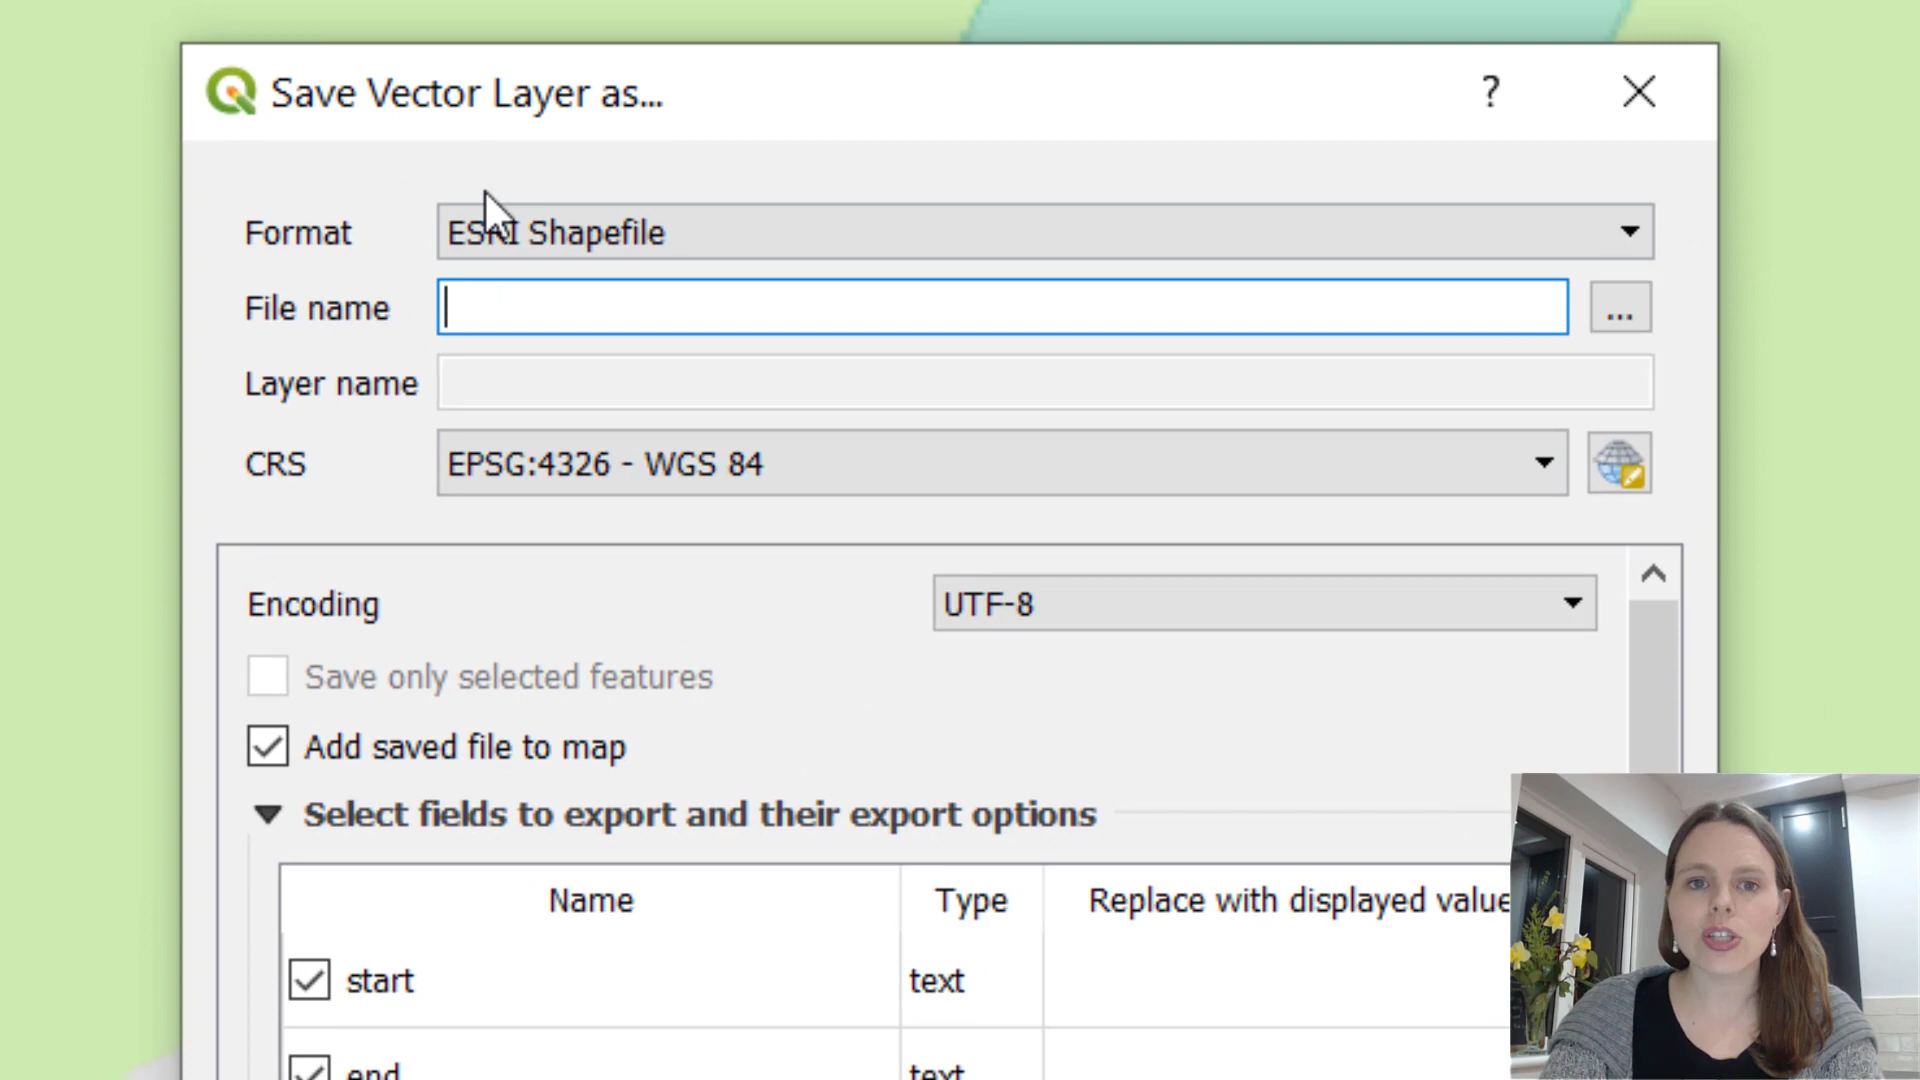 Save Vector Layer as...
?
Format ESRI Shapefile
File name ...
Layer name
CRS EPSG:4326 - WGS 84
Encoding UTF-8
Save only selected features
Add saved file to map
Select fields to export and their export options
Name Type Replace with displayed value
start text
end text